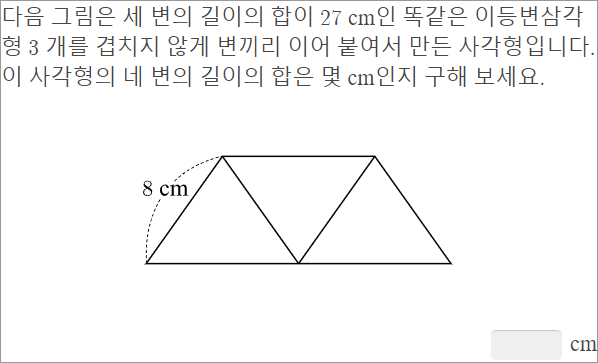 다음 그림은 세 변의 길이의 합이 27 cm인 똑같은 이등변삼각
형 3 개를 겹치지 않게 변끼리 이어 붙여서 만든 사각형입니다.
이 사각형의 네 변의 길이의 합은 몇 cm인지 구해 보세요.
8 cm
cm